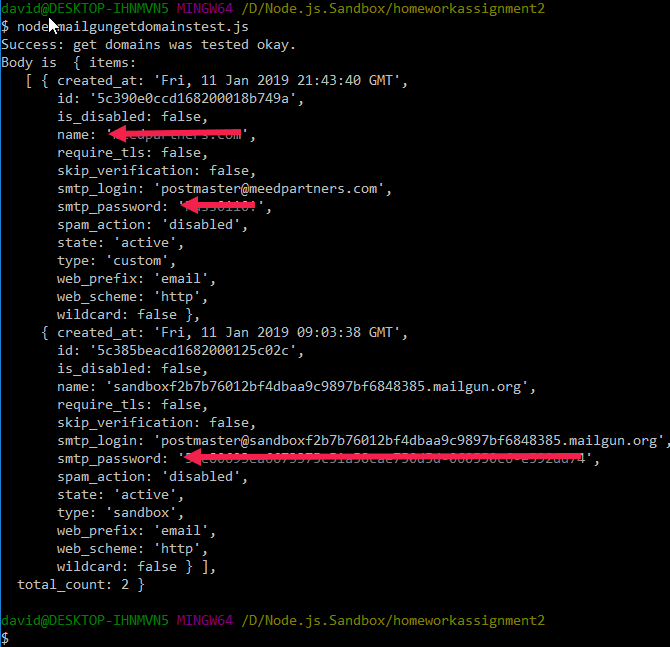 david@DESKTOP-IHNMVN5 MINGW64 /D/Node.js.Sandbox/homeworkassignment2
$ node mailgungetdomainstest.js
Success: get domains was tested okay.
Body is  { items:
[ { created_at: 'Fri, 11 Jan 2019 21:43:40 GMT',
id: '5c390e0ccd168200018b749a',
is_disabled: false,
name: '',
require_tls: false,
skip_verification: false,
smtp_login: 'postmaster@meedpartners.com',
smtp_password: '',
spam_action: 'disabled',
state: 'active',
type: 'custom',
web_prefix: 'email',
web_scheme: 'http',
wildcard: false },
{ created_at: 'Fri, 11 Jan 2019 09:03:38 GMT',
id: '5c385beacd1682000125c02c',
is_disabled: false,
name: 'sandboxf2b7b76012bf4dbaa9c9897bf6848385.mailgun.org',
require_tls: false,
skip_verification: false,
smtp_login: 'postmaster@sandboxf2b7b76012bf4dbaa9c9897bf6848385.mailgun.org',
smtp_password: '',
spam_action: 'disabled',
state: 'active',
type: 'sandbox',
web_prefix: 'email',
web_scheme: 'http',
wildcard: false } ],
total_count: 2 }
david@DESKTOP-IHNMVN5 MINGW64 /D/Node.js.Sandbox/homeworkassignment2
$